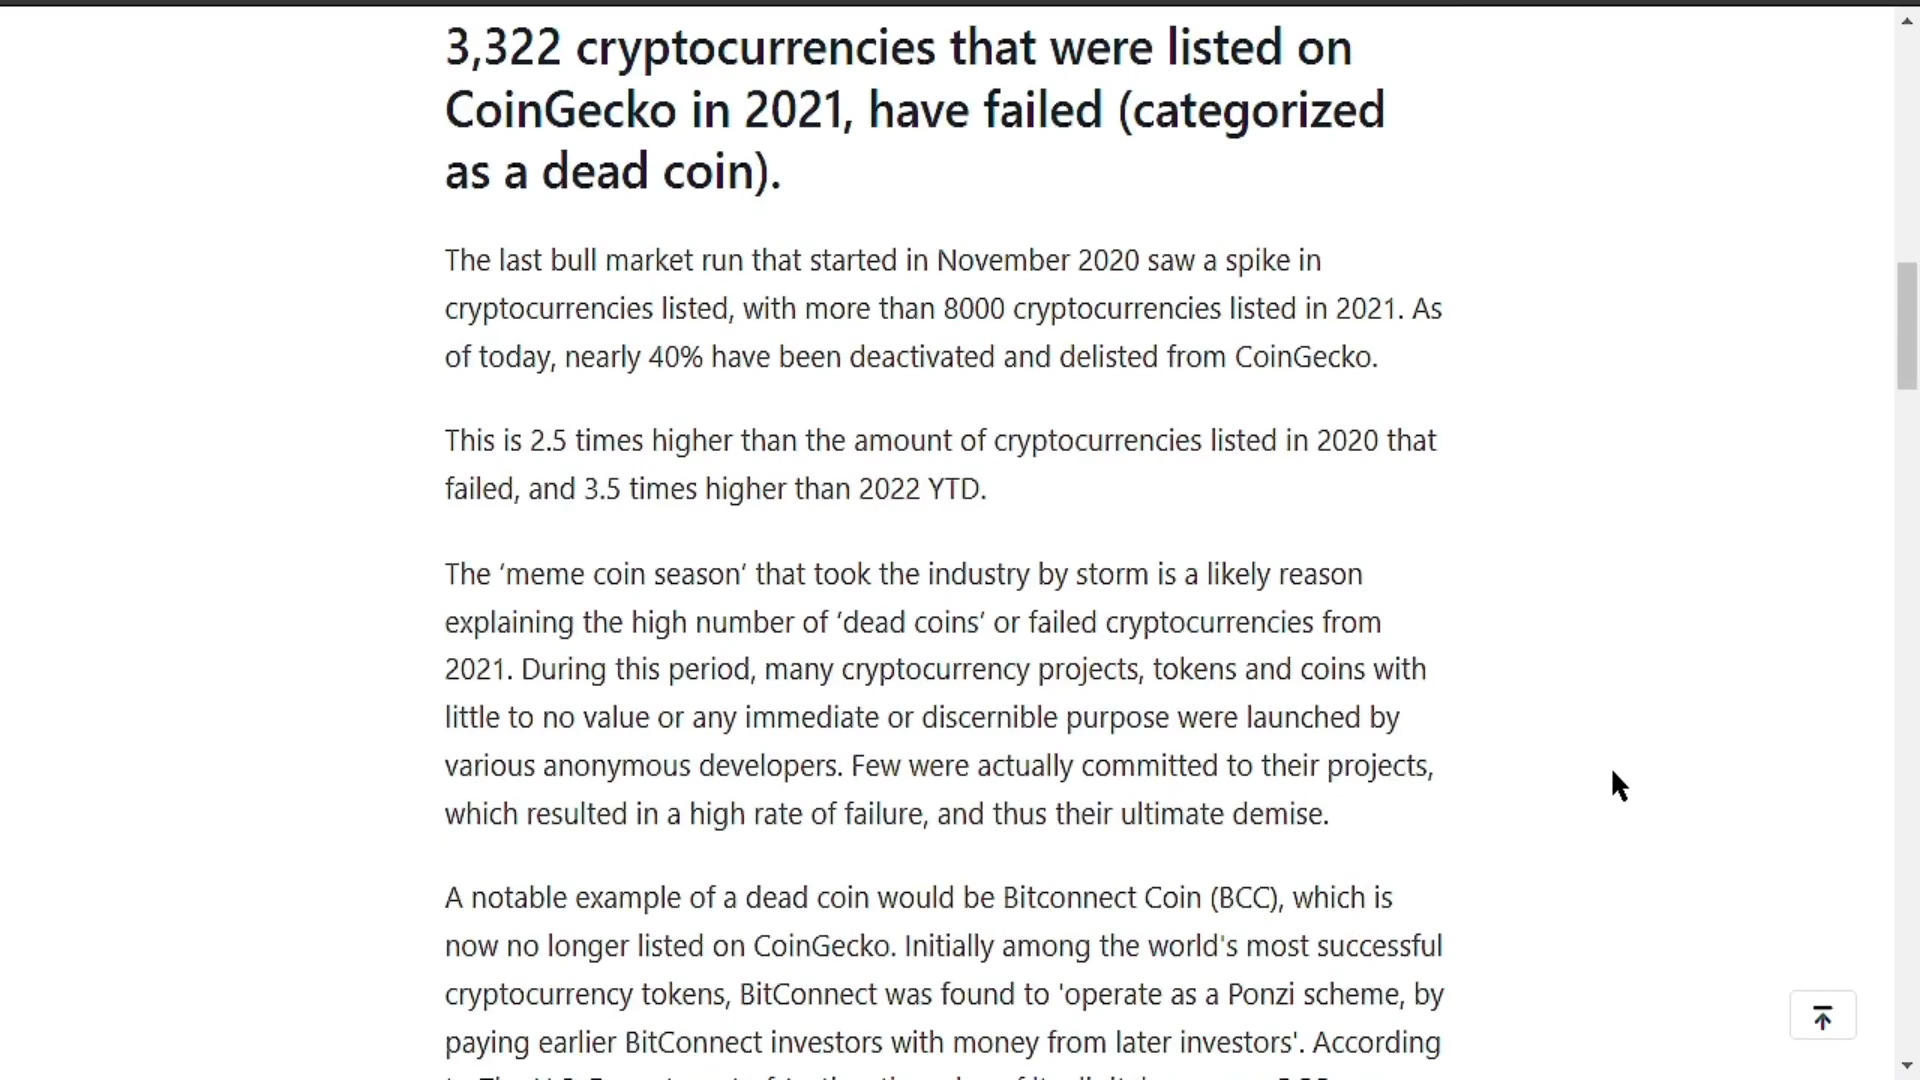 3,322 cryptocurrencies that were listed on
CoinGecko in 2021, have failed (categorized
as a dead coin).
The last bull market run that started in November 2020 saw a spike in
cryptocurrencies listed, with more than 8000 cryptocurrencies listed in 2021. As
of today, nearly 40% have been deactivated and delisted from CoinGecko.
This is 2.5 times higher than the amount of cryptocurrencies listed in 2020 that
failed, and 3.5 times higher than 2022 YTD.
The ‘meme coin season’ that took the industry by storm is a likely reason
explaining the high number of ‘dead coins’ or failed cryptocurrencies from
2021. During this period, many cryptocurrency projects, tokens and coins with
little to no value or any immediate or discernible purpose were launched by
various anonymous developers. Few were actually committed to their projects,
which resulted in a high rate of failure, and thus their ultimate demise.
A notable example of a dead coin would be Bitconnect Coin (BCC), which is
now no longer listed on CoinGecko. Initially among the world's most successful
cryptocurrency tokens, BitConnect was found to 'operate as a Ponzi scheme, by
paying earlier BitConnect investors with money from later investors'. According